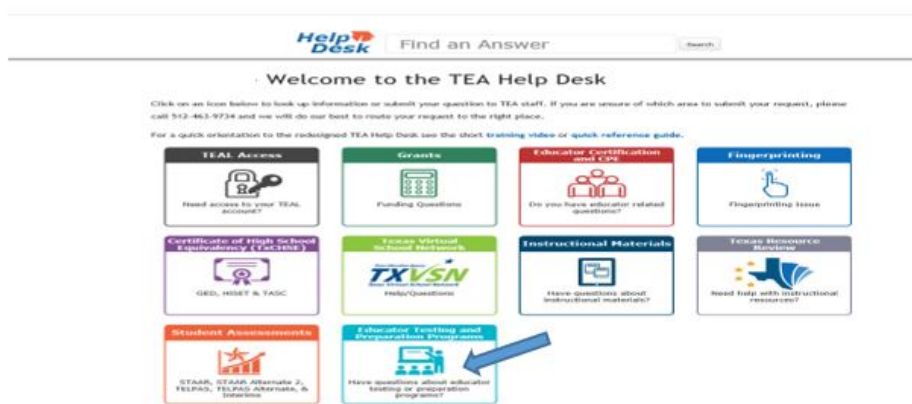 Help Desk
Find an Answer
Search
Welcome to the TEA Help Desk
Click on an icon below to look up information or submit your question to TEA staff. If you are unsure of which area to submit your request, please
call 512-463-9734 and we will do our best to route your request to the right place.
For a quick orientation to the redesigned TEA Help Desk see the short training video or quick reference guide.
TEAL Access
Need access to your TEAL
account?
Grants
Funding Questions
Educator Certification
and CPE
Do you have educator related
questions?
Fingerprinting
Fingerprinting Issue
Certificate of High School
Equivalency (TxCHSE)
GED, HiSET & TASC
Texas Virtual
School Network
TXVSN
Texas Virtual School Network
Help/Questions
Instructional Materials
Have questions about
instructional materials?
Texas Resource
Review
Need help with instructional
resources?
Student Assessments
STAAR, STAAR Alternate 2,
TELPAS, TELPAS Alternate, &
Interims
Educator Testing and
Preparation Programs
Have questions about educator
testing or preparation
programs?